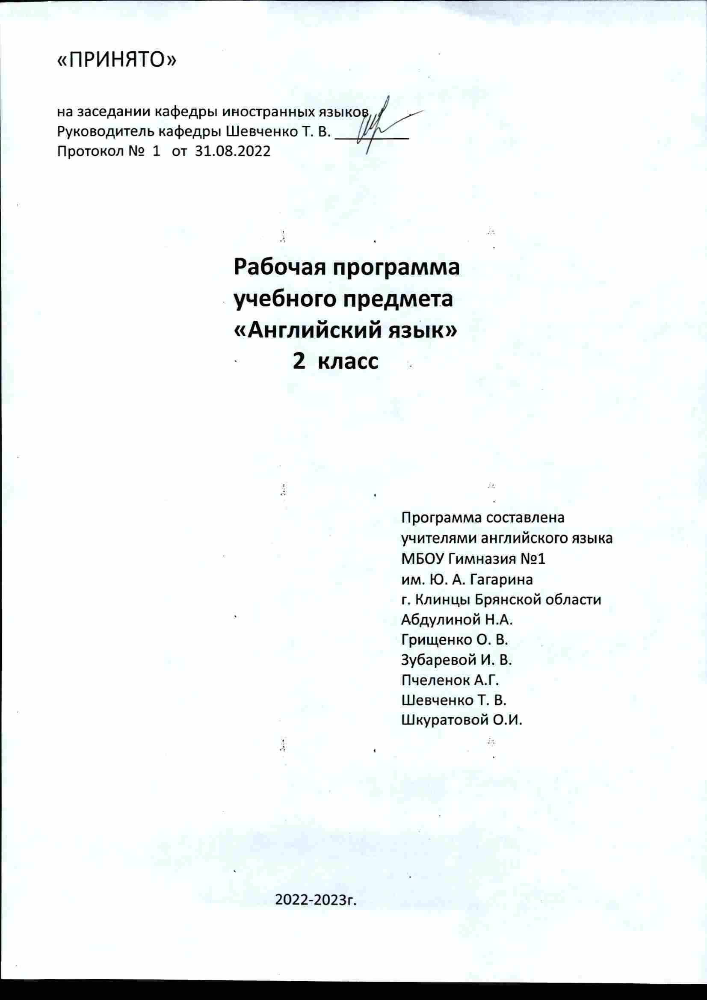 «ПРИНЯТО»
на заседании кафедры иностранных языков
Руководитель кафедры Шевченко Т. В. __________
Протокол № 1 от 31.08.2022
Рабочая программа
учебного предмета
«Английский язык»
2 класс
Программа составлена
учителями английского языка
МБОУ Гимназия №1
им. Ю. А. Гагарина
г. Клинцы Брянской области
Абдулиной Н.А.
Грищенко О. В.
Зубаревой И. В.
Пчеленок А.Г.
Шевченко Т. В.
Шкуратовой О.И.
2022-2023г.